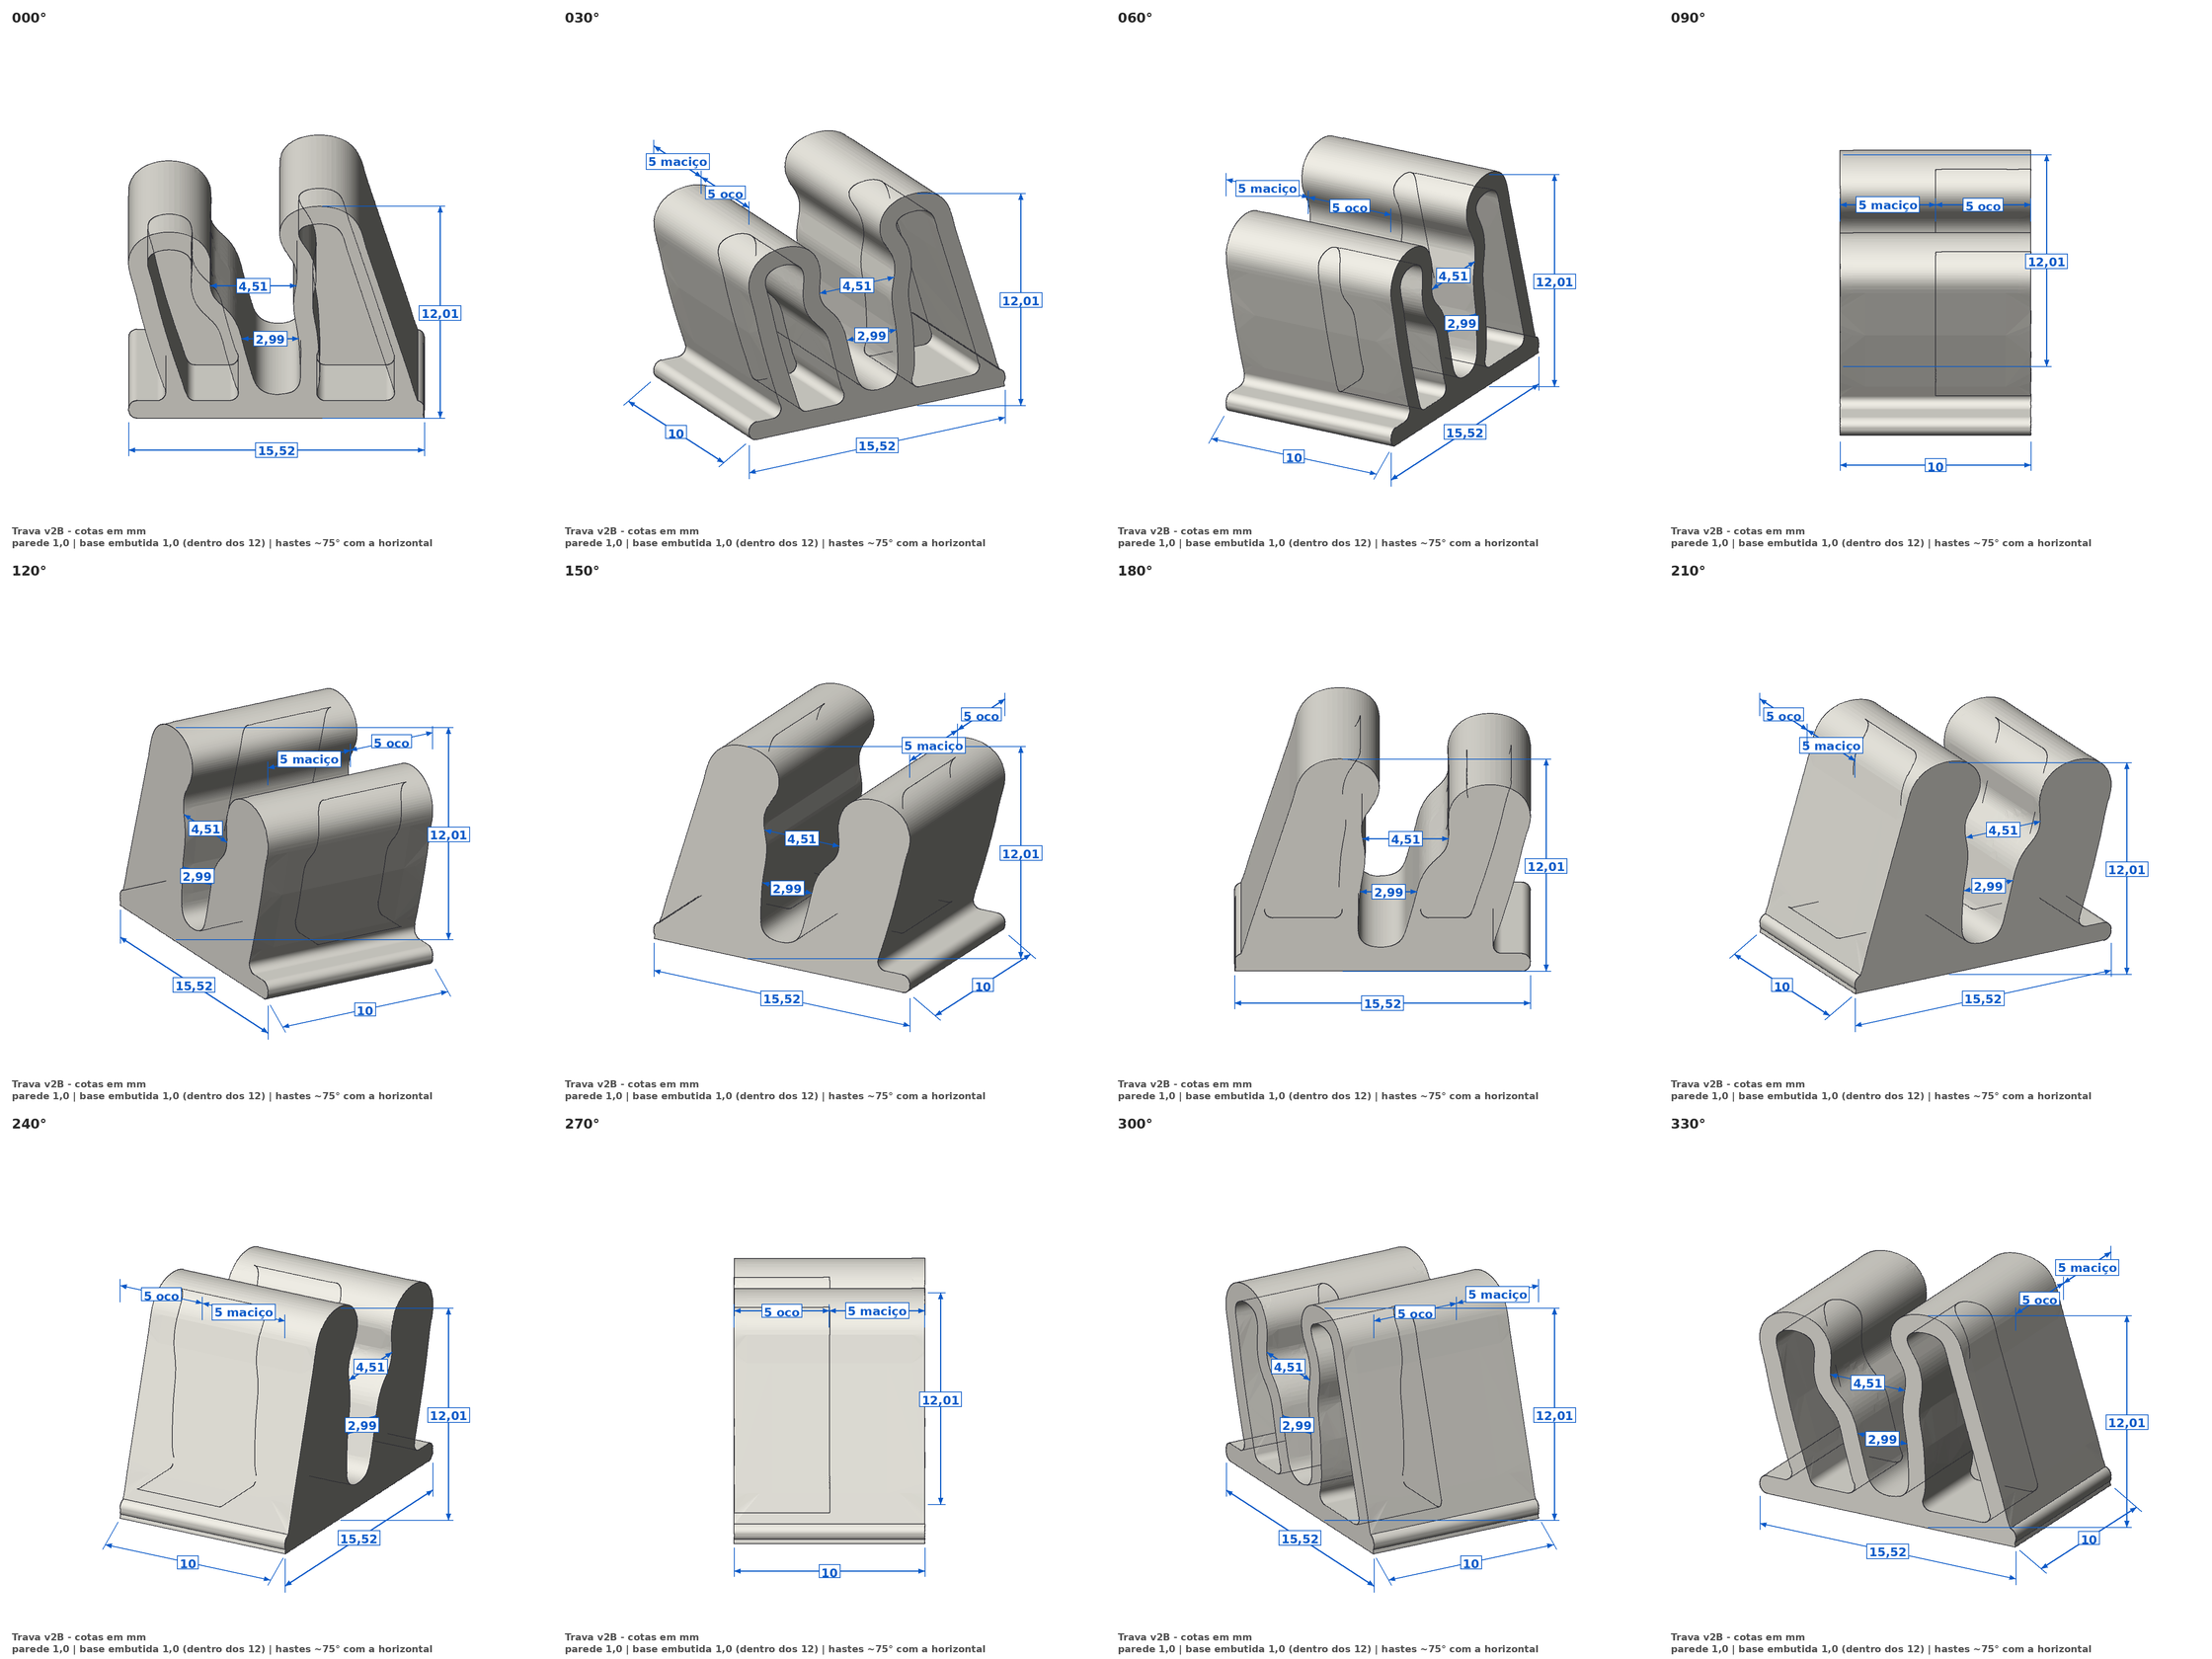 000°
030°
060°
090°
4,51
2,99
12,01
15,52
5 maciço
5 oco
4,51
2,99
12,01
10
15,52
5 maciço
5 oco
4,51
2,99
12,01
10
15,52
5 maciço
5 oco
12,01
10
Trava v2B - cotas em mm
parede 1,0 | base embutida 1,0 (dentro dos 12) | hastes ~75° com a horizontal
Trava v2B - cotas em mm
parede 1,0 | base embutida 1,0 (dentro dos 12) | hastes ~75° com a horizontal
Trava v2B - cotas em mm
parede 1,0 | base embutida 1,0 (dentro dos 12) | hastes ~75° com a horizontal
Trava v2B - cotas em mm
parede 1,0 | base embutida 1,0 (dentro dos 12) | hastes ~75° com a horizontal
120°
150°
180°
210°
5 oco
5 maciço
4,51
12,01
2,99
15,52
10
5 oco
5 maciço
4,51
12,01
2,99
10
15,52
4,51
12,01
2,99
15,52
5 oco
5 maciço
4,51
12,01
2,99
10
15,52
Trava v2B - cotas em mm
parede 1,0 | base embutida 1,0 (dentro dos 12) | hastes ~75° com a horizontal
Trava v2B - cotas em mm
parede 1,0 | base embutida 1,0 (dentro dos 12) | hastes ~75° com a horizontal
Trava v2B - cotas em mm
parede 1,0 | base embutida 1,0 (dentro dos 12) | hastes ~75° com a horizontal
Trava v2B - cotas em mm
parede 1,0 | base embutida 1,0 (dentro dos 12) | hastes ~75° com a horizontal
240°
270°
300°
330°
5 oco
5 maciço
4,51
12,01
2,99
15,52
10
5 oco
5 maciço
12,01
10
5 maciço
5 oco
4,51
12,01
2,99
15,52
10
5 maciço
5 oco
4,51
12,01
2,99
10
15,52
Trava v2B - cotas em mm
parede 1,0 | base embutida 1,0 (dentro dos 12) | hastes ~75° com a horizontal
Trava v2B - cotas em mm
parede 1,0 | base embutida 1,0 (dentro dos 12) | hastes ~75° com a horizontal
Trava v2B - cotas em mm
parede 1,0 | base embutida 1,0 (dentro dos 12) | hastes ~75° com a horizontal
Trava v2B - cotas em mm
parede 1,0 | base embutida 1,0 (dentro dos 12) | hastes ~75° com a horizontal